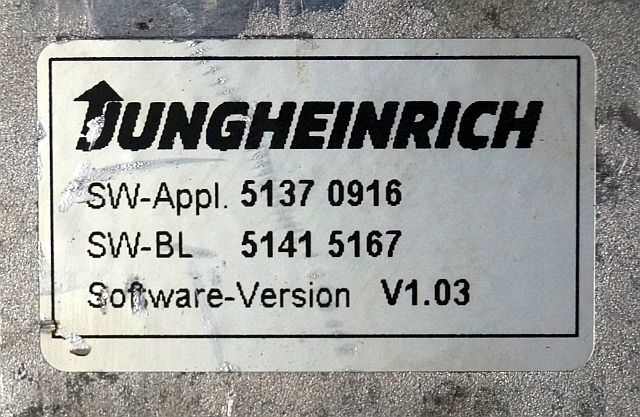 JUNGHEINRICH
SW-Appl. 5137 0916
SW-BL 5141 5167
Software-Version V1.03